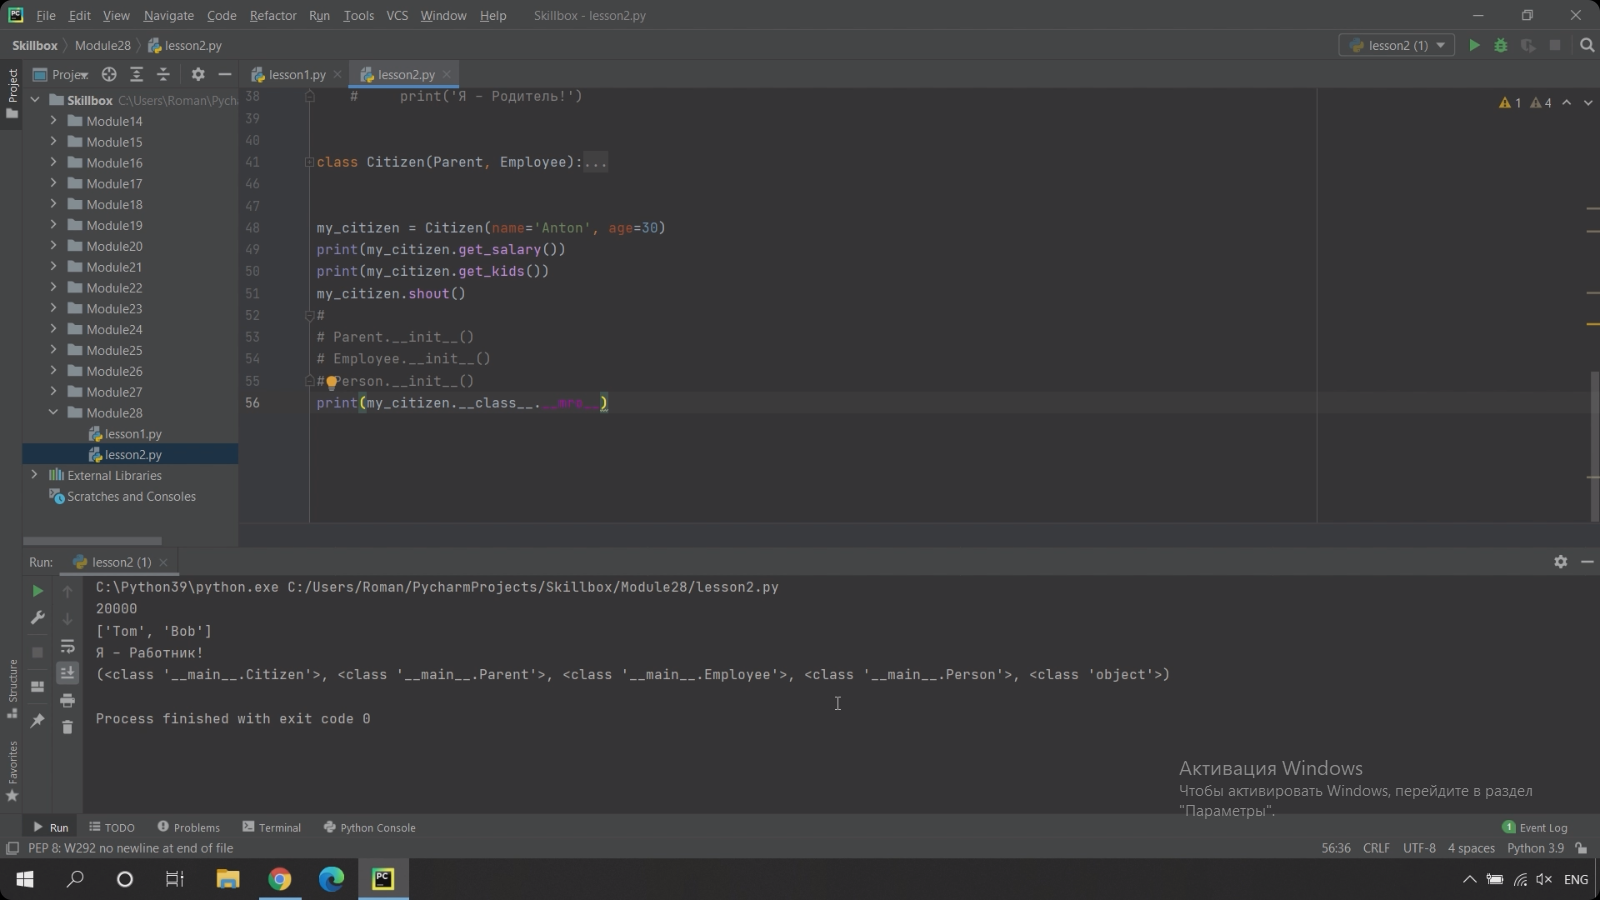 File Edit View Navigate Code Refactor Run Tools VCS Window Help Skillbox - lesson2.py
Skillbox Module28 lesson2.py lesson2 (1)
Project
lesson1.py lesson2.py
Skillbox C:\Users\Roman\Pycha
Module14
Module15
Module16
Module17
Module18
Module19
Module20
Module21
Module22
Module23
Module24
Module25
Module26
Module27
Module28
lesson1.py
lesson2.py
External Libraries
Scratches and Consoles
38 # print('Я - Родитель!')
39
40
41 class Citizen(Parent, Employee):...
46
47
48 my_citizen = Citizen(name='Anton', age=30)
49 print(my_citizen.get_salary())
50 print(my_citizen.get_kids())
51 my_citizen.shout()
52 #
53 # Parent.__init__()
54 # Employee.__init__()
55 # Person.__init__()
56 print(my_citizen.__class__.__mro__)
1 4
Run: lesson2 (1)
C:\Python39\python.exe C:/Users/Roman/PycharmProjects/Skillbox/Module28/lesson2.py
20000
['Tom', 'Bob']
Я - Работник!
(<class '__main__.Citizen'>, <class '__main__.Parent'>, <class '__main__.Employee'>, <class '__main__.Person'>, <class 'object'>)
Process finished with exit code 0
Structure
Favorites
Активация Windows
Чтобы активировать Windows, перейдите в раздел
"Параметры".
Run TODO Problems Terminal Python Console 1 Event Log
PEP 8: W292 no newline at end of file 56:36 CRLF UTF-8 4 spaces Python 3.9
ENG